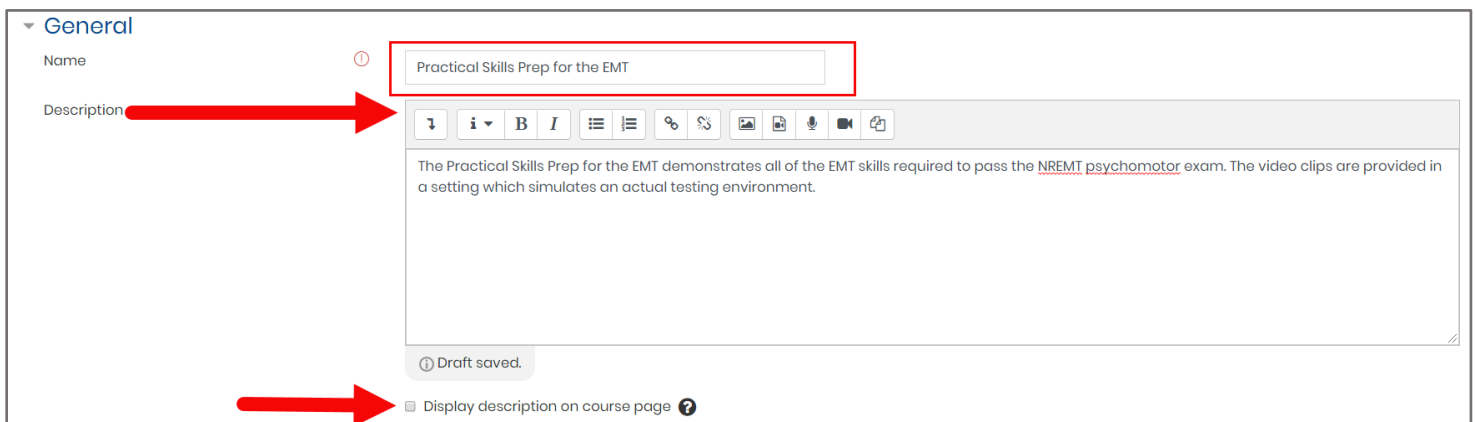 General
Name
Practical Skills Prep for the EMT
Description
B I
The Practical Skills Prep for the EMT demonstrates all of the EMT skills required to pass the NREMT psychomotor exam. The video clips are provided in
a setting which simulates an actual testing environment.
Draft saved.
Display description on course page